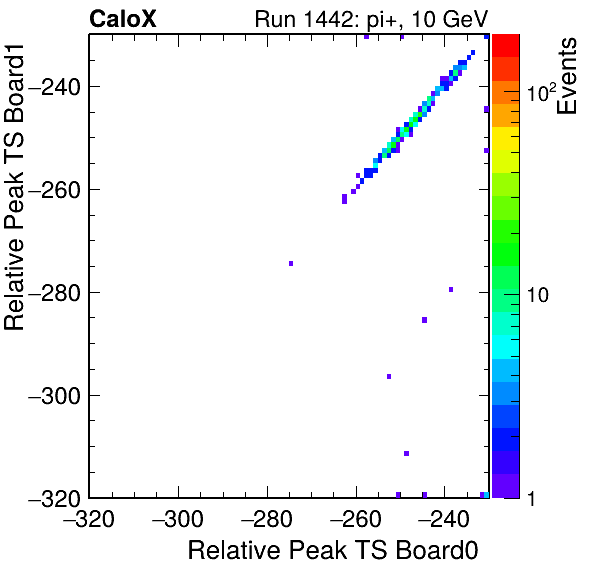 CaloX Run 1442: pi+, 10 GeV
Relative Peak TS Board1
−240
−260
−280
−300
−320
−320 −300 −280 −260 −240
Relative Peak TS Board0
Events
10²
10
1